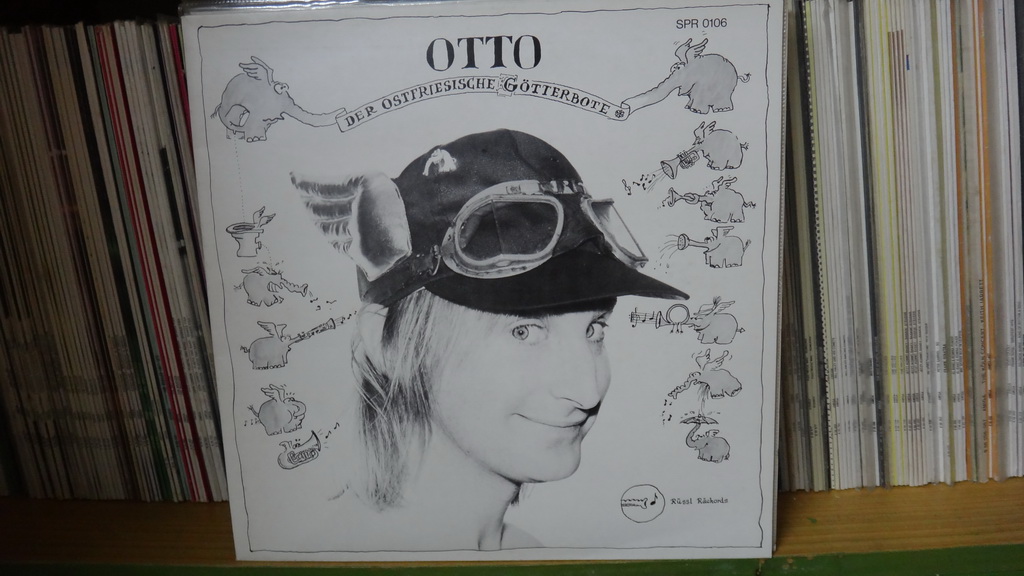 SPR 0106
OTTO
DER OSTFRIESISCHE GÖTTERBOTE
Rüssl Räckords